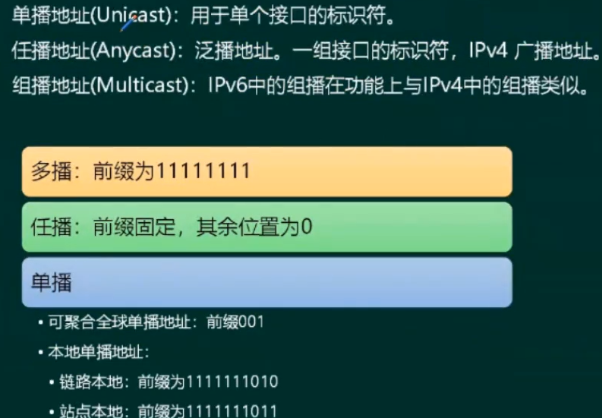 单播地址(Unicast)：用于单个接口的标识符。
任播地址(Anycast)：泛播地址。一组接口的标识符，IPv4 广播地址。
组播地址(Multicast)：IPv6中的组播在功能上与IPv4中的组播类似。
多播：前缀为11111111
任播：前缀固定，其余位置为0
单播
• 可聚合全球单播地址：前缀001
• 本地单播地址：
• 链路本地：前缀为1111111010
• 站点本地：前缀为1111111011